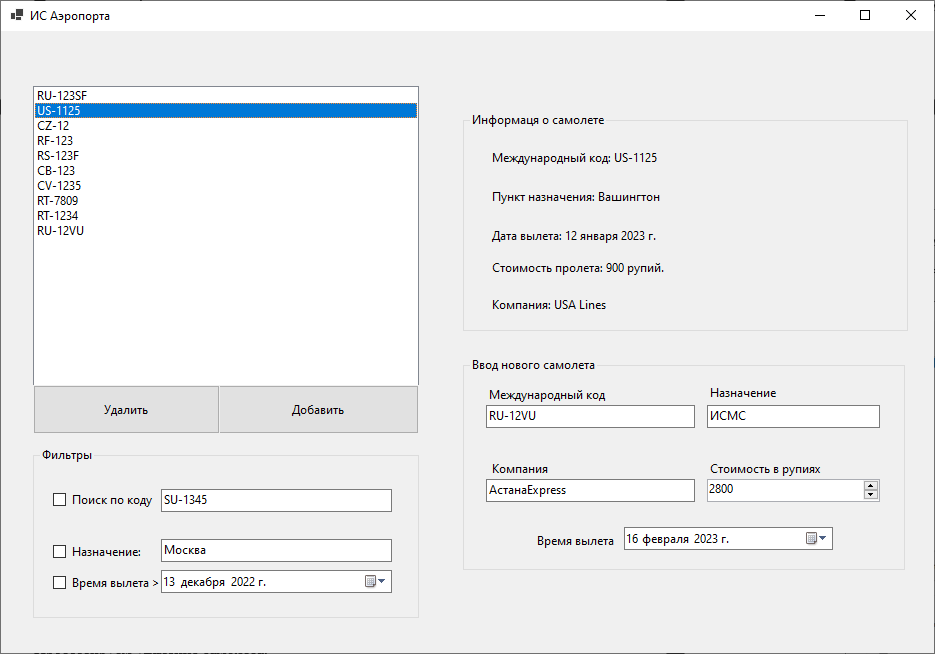 ИС Аэропорта
RU-123SF
US-1125
CZ-12
RF-123
RS-123F
CB-123
CV-1235
RT-7809
RT-1234
RU-12VU
Удалить
Добавить
Фильтры
Поиск по коду
SU-1345
Назначение:
Москва
Время вылета >
13 декабря 2022 г.
Информаця о самолете
Международный код: US-1125
Пункт назначения: Вашингтон
Дата вылета: 12 января 2023 г.
Стоимость пролета: 900 рупий.
Компания: USA Lines
Ввод нового самолета
Международный код
Назначение
RU-12VU
ИСМС
Компания
Стоимость в рупиях
АстанаExpress
2800
Время вылета
16 февраля 2023 г.